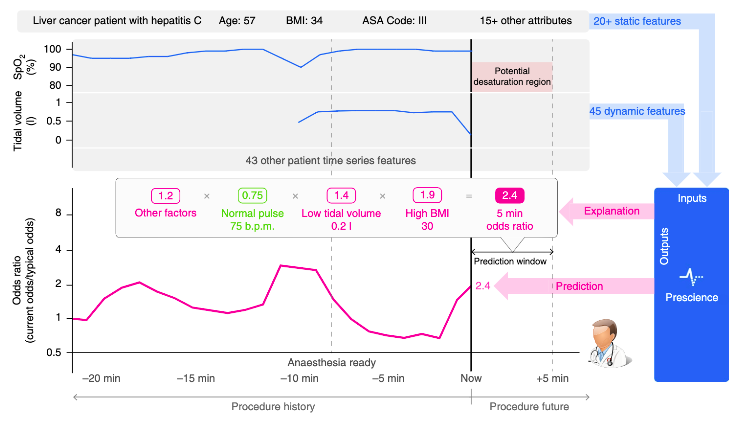 Liver cancer patient with hepatitis C Age: 57 BMI: 34 ASA Code: III 15+ other attributes
20+ static features
SpO2
(%)
100
90
80
Potential
desaturation region
Tidal volume
(l)
1
0.5
0
45 dynamic features
43 other patient time series features
1.2 × 0.75 × 1.4 × 1.9 = 2.4
Other factors Normal pulse Low tidal volume High BMI 5 min
75 b.p.m. 0.2 l 30 odds ratio
Explanation
Inputs
Outputs
Prescience
Prediction window
2.4
Prediction
Odds ratio
(current odds/typical odds)
8
4
2
1
0.5
Anaesthesia ready
–20 min –15 min –10 min –5 min Now +5 min
Procedure history Procedure future